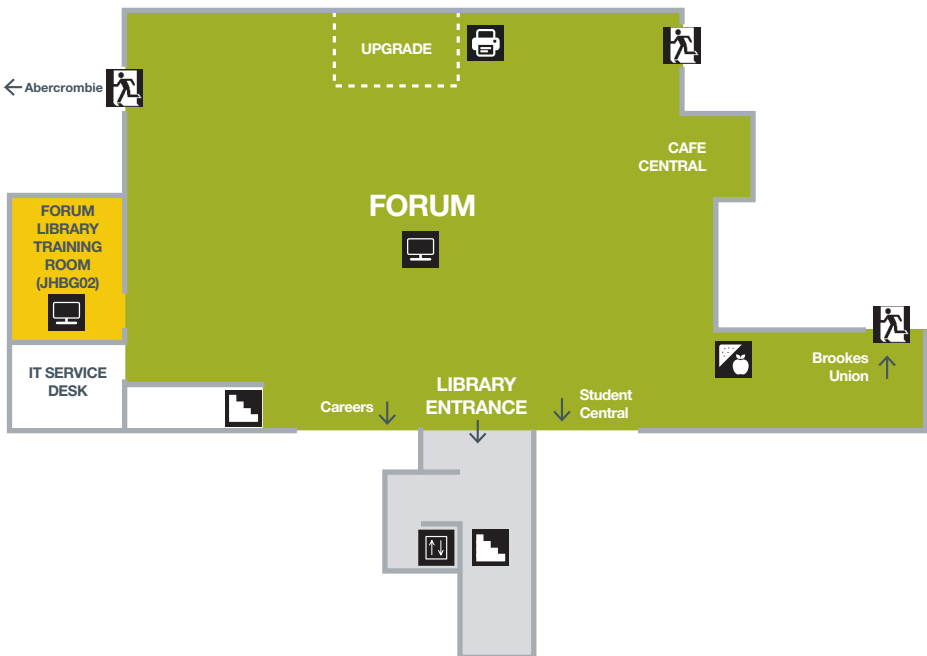 UPGRADE
Abercrombie
CAFE
CENTRAL
FORUM
FORUM
LIBRARY
TRAINING
ROOM
(JHBG02)
IT SERVICE
DESK
Brookes
Union
LIBRARY
ENTRANCE
Careers
Student
Central